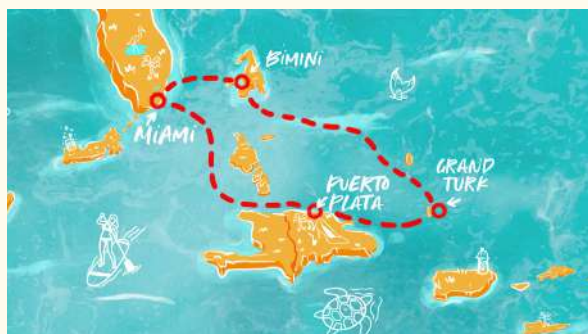 BIMINI
MIAMI
PUERTO
PLATA
GRAND
TURK